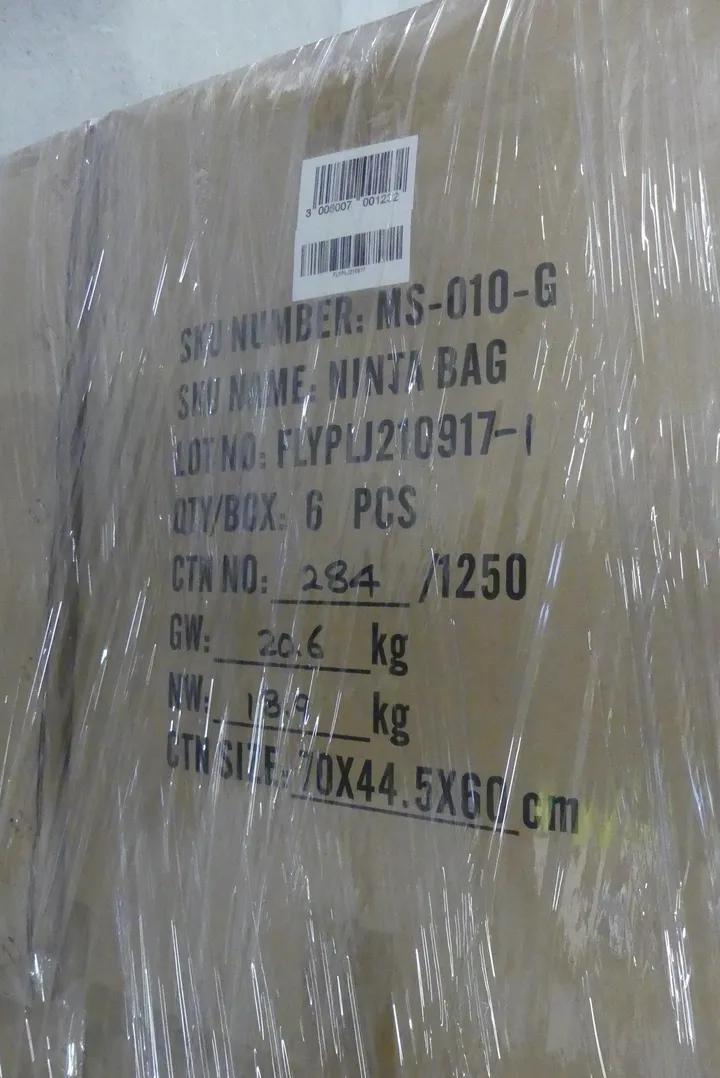 3 008007 001232
FLYPLJ210917
SKU NUMBER: MS-010-G
SKU NAME: NINJA BAG
LOT NO: FLYPLJ210917-1
QTY/BOX: 6 PCS
CTN NO: 284 /1250
GW: 20.6 kg
NW: 18.9 kg
CTN SIZE: 70X44.5X60 cm